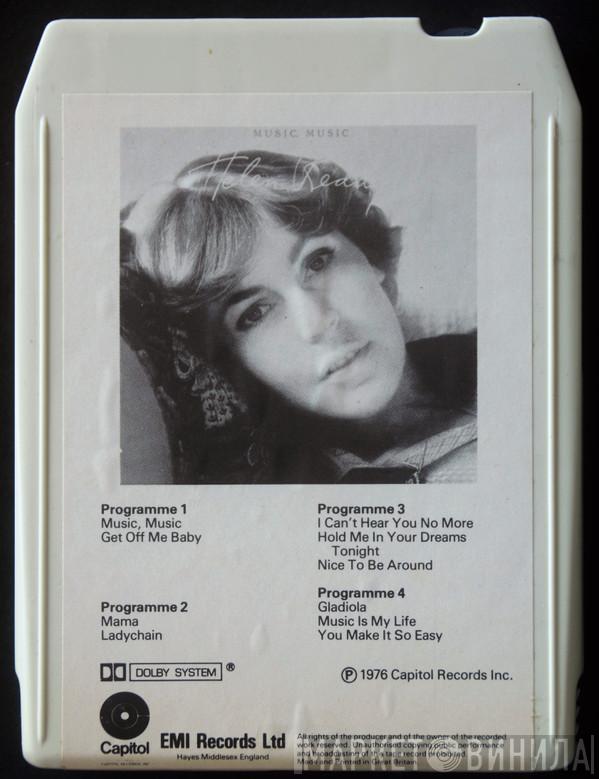 MUSIC, MUSIC
Helen Reddy
Programme 1
Music, Music
Get Off Me Baby
Programme 2
Mama
Ladychain
Programme 3
I Can't Hear You No More
Hold Me In Your Dreams
Tonight
Nice To Be Around
Programme 4
Gladiola
Music Is My Life
You Make It So Easy
DOLBY SYSTEM ®
Ⓟ 1976 Capitol Records Inc.
Capitol
EMI Records Ltd
Hayes Middlesex England
All rights of the producer and of the owner of the recorded
work reserved. Unauthorised copying public performance
and broadcasting of this tape record prohibited.
Made and Printed in Great Britain.
ВИНИЛА